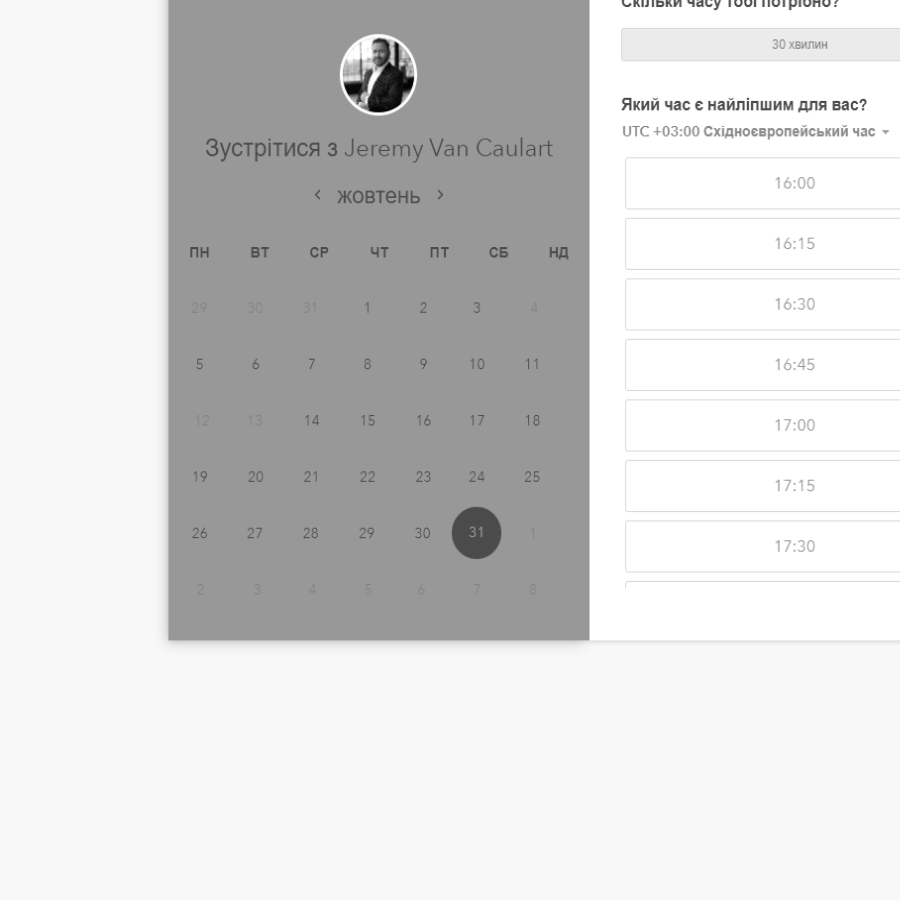 Зустрітися з Jeremy Van Caulart
жовтень
ПН ВТ СР ЧТ ПТ СБ НД
29 30 31 1 2 3 4
5 6 7 8 9 10 11
12 13 14 15 16 17 18
19 20 21 22 23 24 25
26 27 28 29 30 31 1
2 3 4 5 6 7 8
Скільки часу тобі потрібно?
30 хвилин
Який час є найліпшим для вас?
UTC +03:00 Східноєвропейський час
16:00
16:15
16:30
16:45
17:00
17:15
17:30